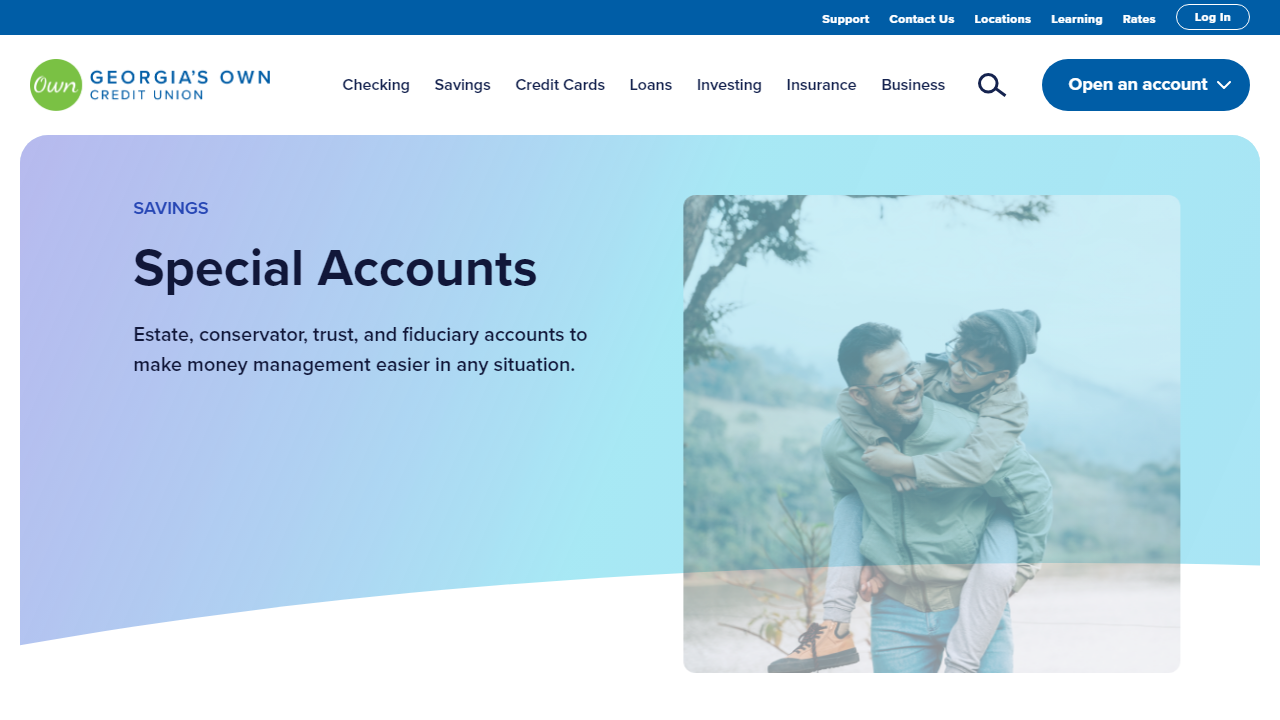 Support Contact Us Locations Learning Rates Log In
Own GEORGIA'S OWN
CREDIT UNION
Checking Savings Credit Cards Loans Investing Insurance Business Open an account
SAVINGS
Special Accounts
Estate, conservator, trust, and fiduciary accounts to
make money management easier in any situation.